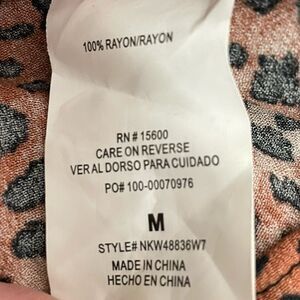 100% RAYON/RAYON
RN # 15600
CARE ON REVERSE
VER AL DORSO PARA CUIDADO
PO# 100-00070976
M
STYLE# NKW48836W7
MADE IN CHINA
HECHO EN CHINA